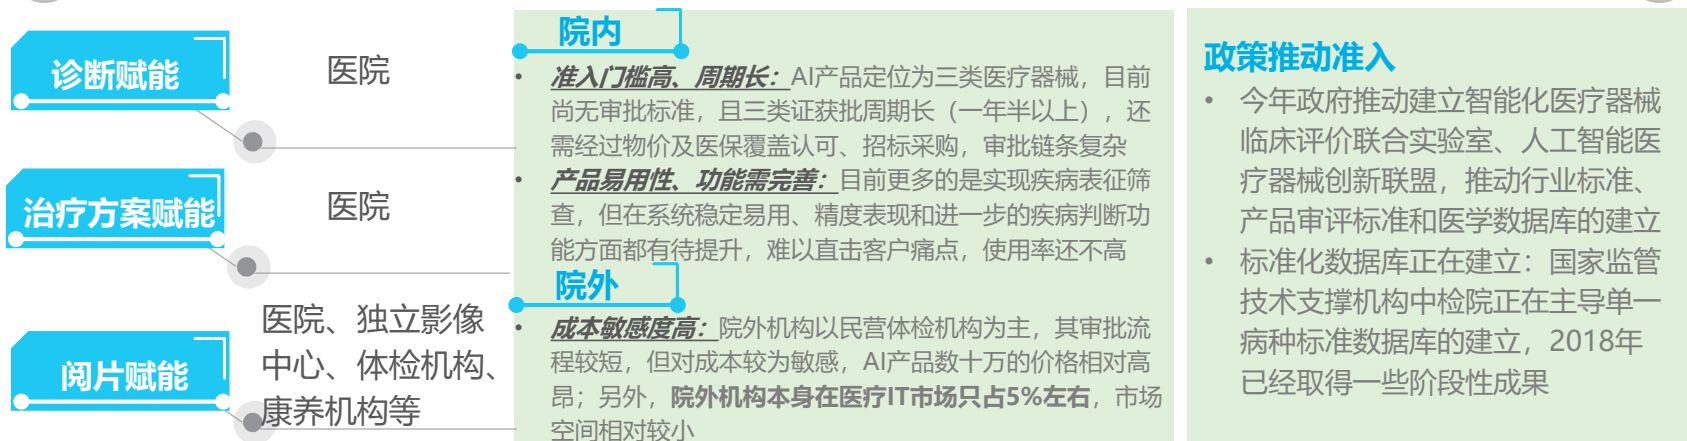 诊断赋能
医院
治疗方案赋能
医院
阅片赋能
医院、独立影像
中心、体检机构、
康养机构等
院内
• 准入门槛高、周期长：AI产品定位为三类医疗器械，目前
尚无审批标准，且三类证获批周期长（一年半以上），还
需经过物价及医保覆盖认可、招标采购，审批链条复杂
• 产品易用性、功能需完善：目前更多的是实现疾病表征筛
查，但在系统稳定易用、精度表现和进一步的疾病判断功
能方面都有待提升，难以直击客户痛点，使用率还不高
院外
• 成本敏感度高：院外机构以民营体检机构为主，其审批流
程较短，但对成本较为敏感，AI产品数十万的价格相对高
昂；另外，院外机构本身在医疗IT市场只占5%左右，市场
空间相对较小
政策推动准入
• 今年政府推动建立智能化医疗器械
临床评价联合实验室、人工智能医
疗器械创新联盟，推动行业标准、
产品审评标准和医学数据库的建立
• 标准化数据库正在建立：国家监管
技术支撑机构中检院正在主导单一
病种标准数据库的建立，2018年
已经取得一些阶段性成果